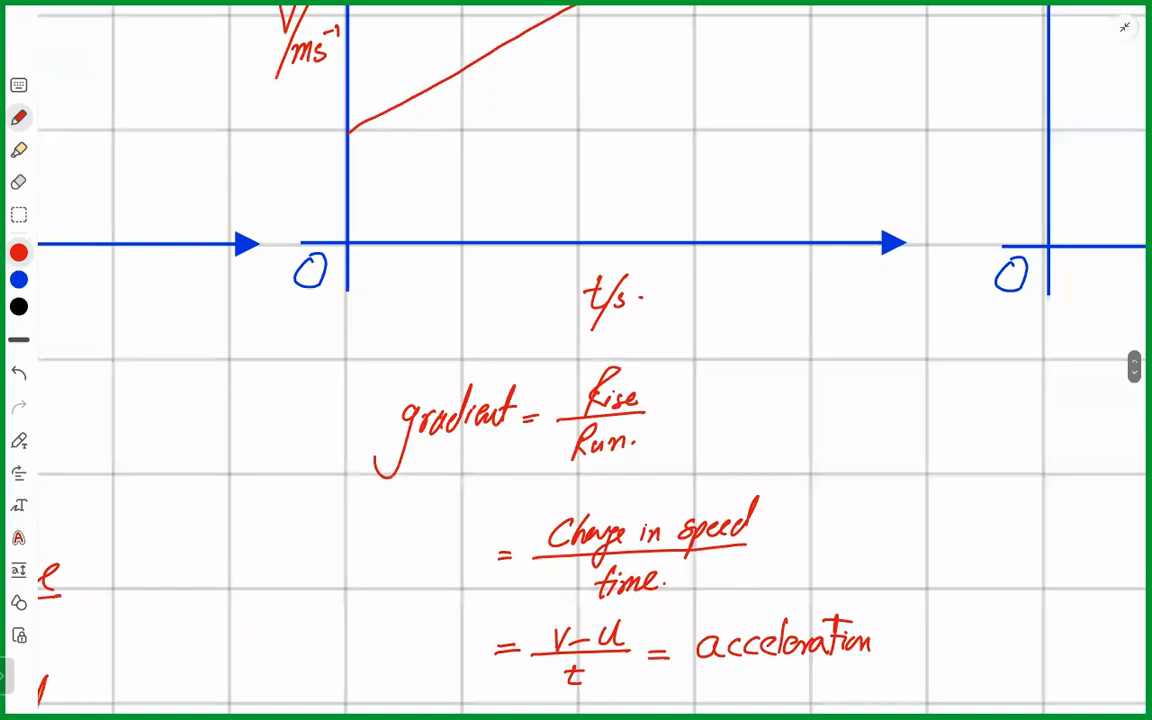 V/ms⁻¹
O
O
t/s.
gradient = Rise/Run.
= Change in speed/time.
= v-u/t = acceleration
e